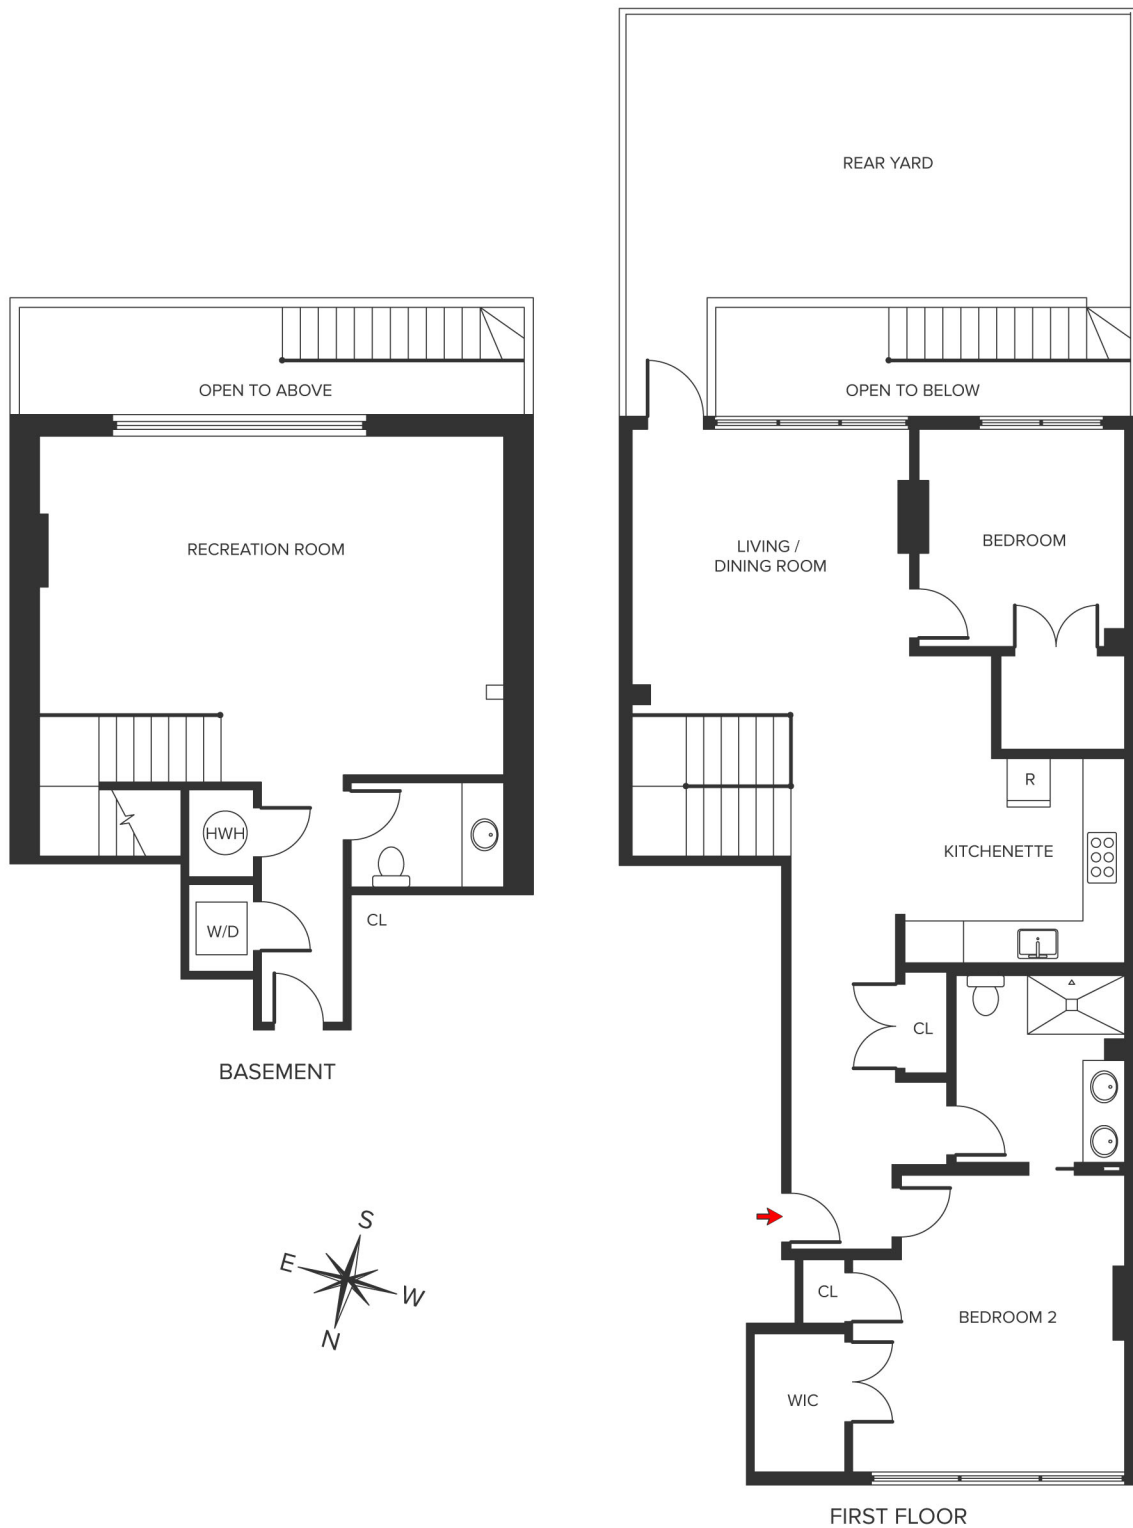 REAR YARD
OPEN TO ABOVE
OPEN TO BELOW
RECREATION ROOM
LIVING /
DINING ROOM
BEDROOM
R
HWH
KITCHENETTE
CL
W/D
CL
BASEMENT
S
E
W
N
CL
BEDROOM 2
WIC
FIRST FLOOR